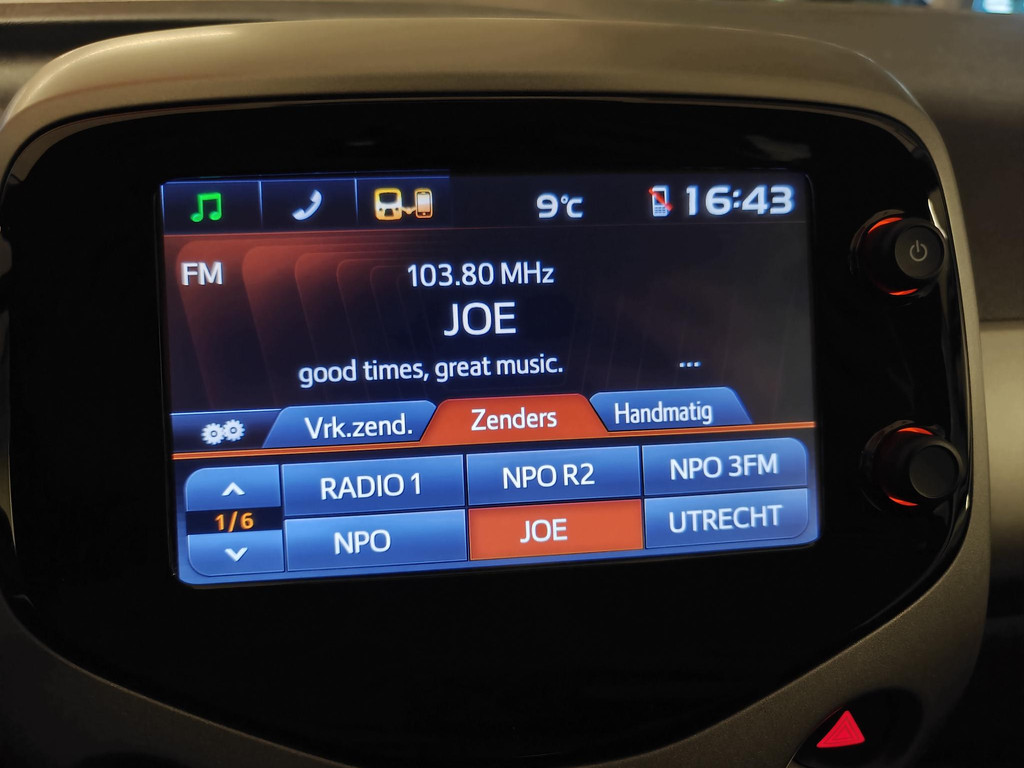 9°C 16:43
FM 103.80 MHz
JOE
good times, great music. ...
Vrk.zend. Zenders Handmatig
RADIO 1 NPO R2 NPO 3FM
1/6
NPO JOE UTRECHT